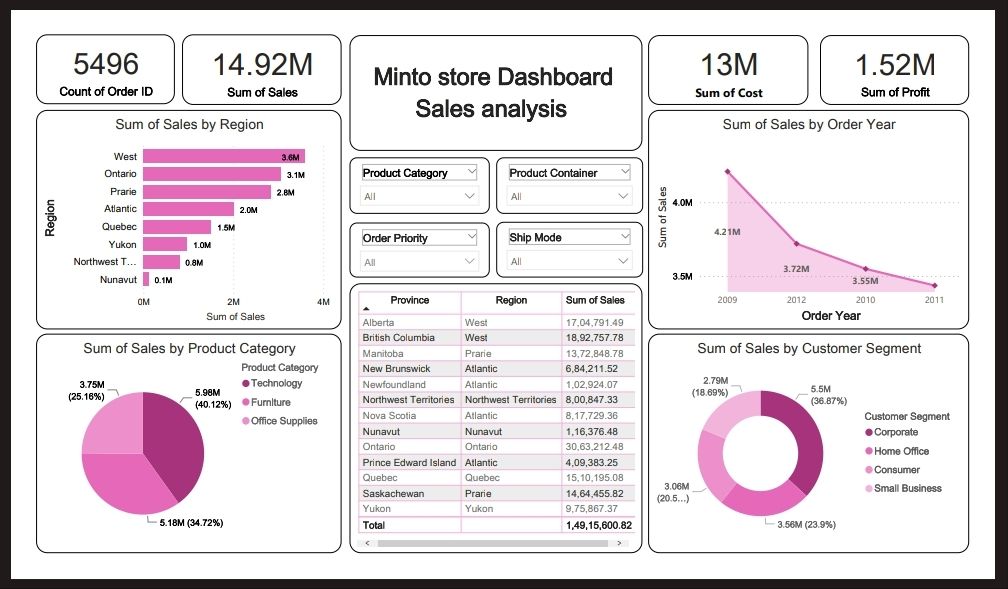 5496
Count of Order ID
14.92M
Sum of Sales
Minto store Dashboard
Sales analysis
13M
Sum of Cost
1.52M
Sum of Profit
Sum of Sales by Region
Region
West
3.6M
Ontario
3.1M
Prarie
2.8M
Atlantic
2.0M
Quebec
1.5M
Yukon
1.0M
Northwest T...
0.8M
Nunavut
0.1M
0M 2M 4M
Sum of Sales
Product Category
All
Product Container
All
Order Priority
All
Ship Mode
All
Sum of Sales by Order Year
Sum of Sales
4.0M
3.5M
4.21M
3.72M
3.55M
2009 2012 2010 2011
Order Year
Sum of Sales by Product Category
Product Category
Technology
Furniture
Office Supplies
3.75M
(25.16%)
5.98M
(40.12%)
5.18M (34.72%)
Province Region Sum of Sales
Alberta West 17,04,791.49
British Columbia West 18,92,757.78
Manitoba Prarie 13,72,848.78
New Brunswick Atlantic 6,84,211.52
Newfoundland Atlantic 1,02,924.07
Northwest Territories Northwest Territories 8,00,847.33
Nova Scotia Atlantic 8,17,729.36
Nunavut Nunavut 1,16,376.48
Ontario Ontario 30,63,212.48
Prince Edward Island Atlantic 4,09,383.25
Quebec Quebec 15,10,195.08
Saskachewan Prarie 14,64,455.82
Yukon Yukon 9,75,867.37
Total 1,49,15,600.82
Sum of Sales by Customer Segment
2.79M
(18.69%)
5.5M
(36.87%)
3.06M
(20.5...)
3.56M (23.9%)
Customer Segment
Corporate
Home Office
Consumer
Small Business